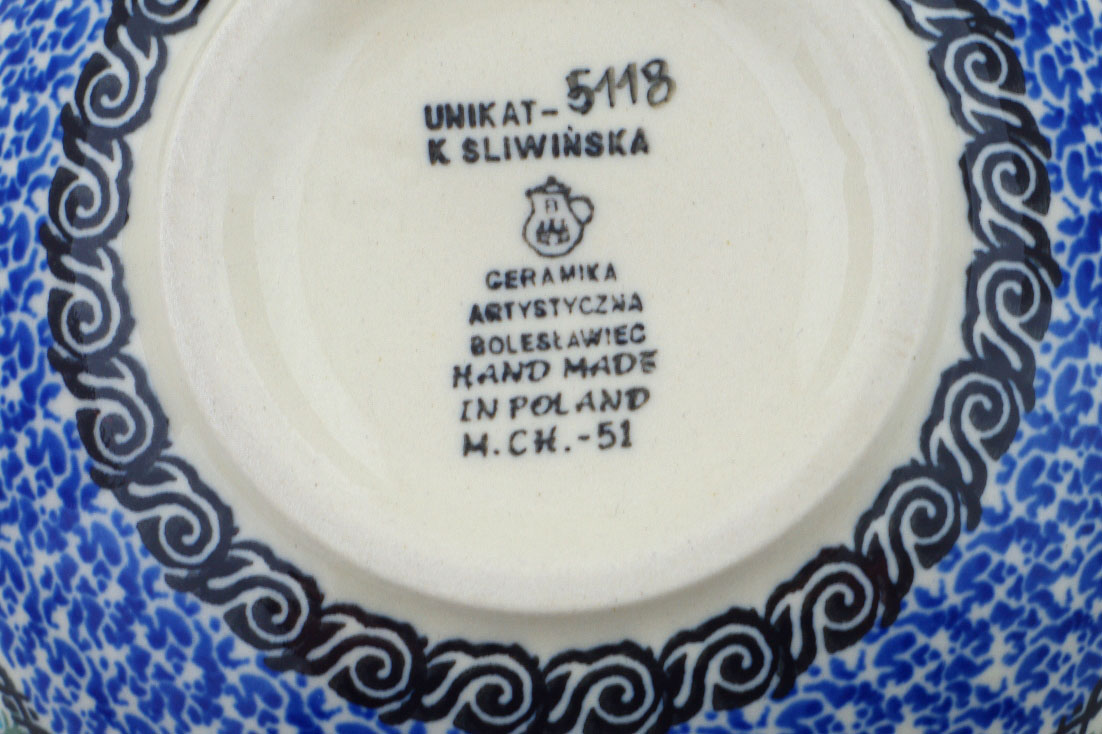 UNIKAT-5118
K SLIWIŃSKA
CERAMIKA
ARTYSTYCZNA
BOLESŁAWIEC
HAND MADE
IN POLAND
M.CH.-51